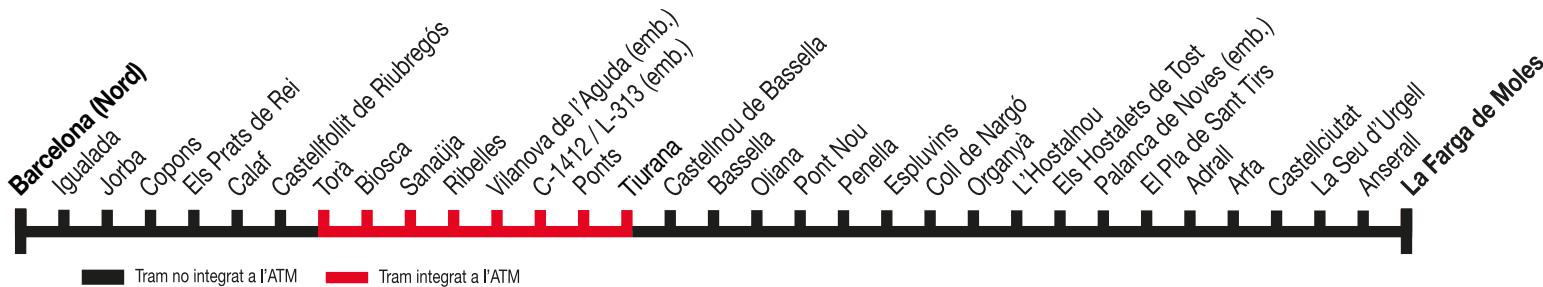 Barcelona (Nord)
Igualada
Jorba
Copons
Els Prats de Rei
Calaf
Castellfollit de Riubregós
Torà
Biosca
Sanaüja
Ribelles
Vilanova de l'Aguda (emb.)
C-1412 / L-313 (emb.)
Ponts
Tiurana
Castellnou de Bassella
Bassella
Oliana
Pont Nou
Penella
Espluvins
Coll de Nargó
Organyà
L'Hostalnou
Els Hostalets de Tost
Palanca de Noves (emb.)
El Pla de Sant Tirs
Adrall
Arfa
Castellciutat
La Seu d'Urgell
Anserall
La Farga de Moles
Tram no integrat a l'ATM
Tram integrat a l'ATM